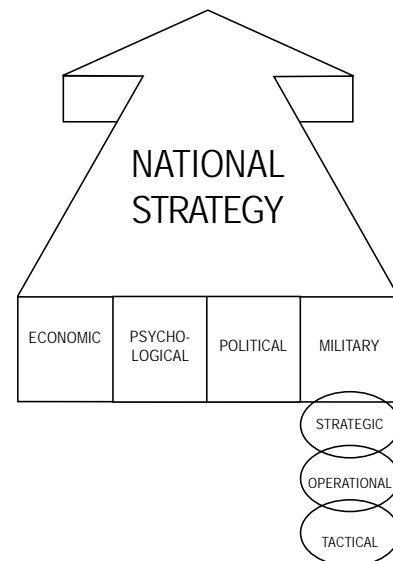 NATIONAL
STRATEGY
ECONOMIC
PSYCHO-
LOGICAL
POLITICAL
MILITARY
STRATEGIC
OPERATIONAL
TACTICAL